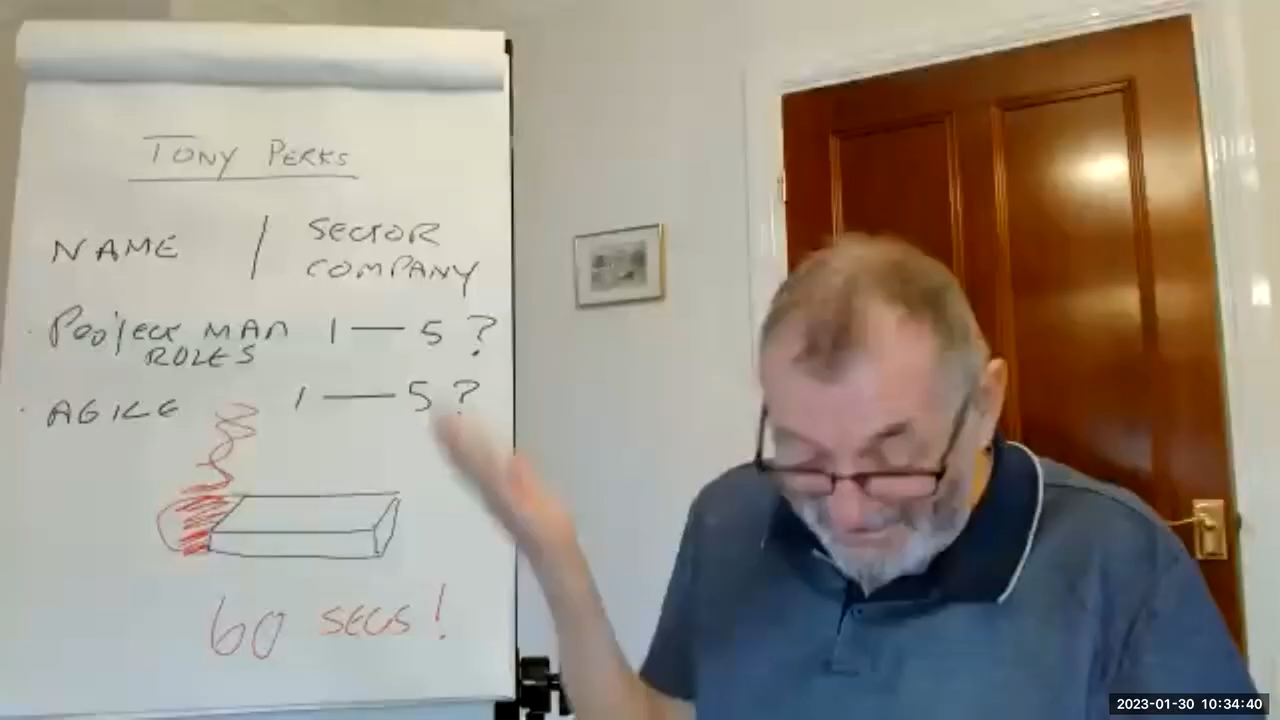 TONY PERKS
NAME / SECTOR
COMPANY
Project MAN 1 — 5 ?
ROLES
AGILE 1 — 5 ?
60 SECS!
2023-01-30 10:34:40